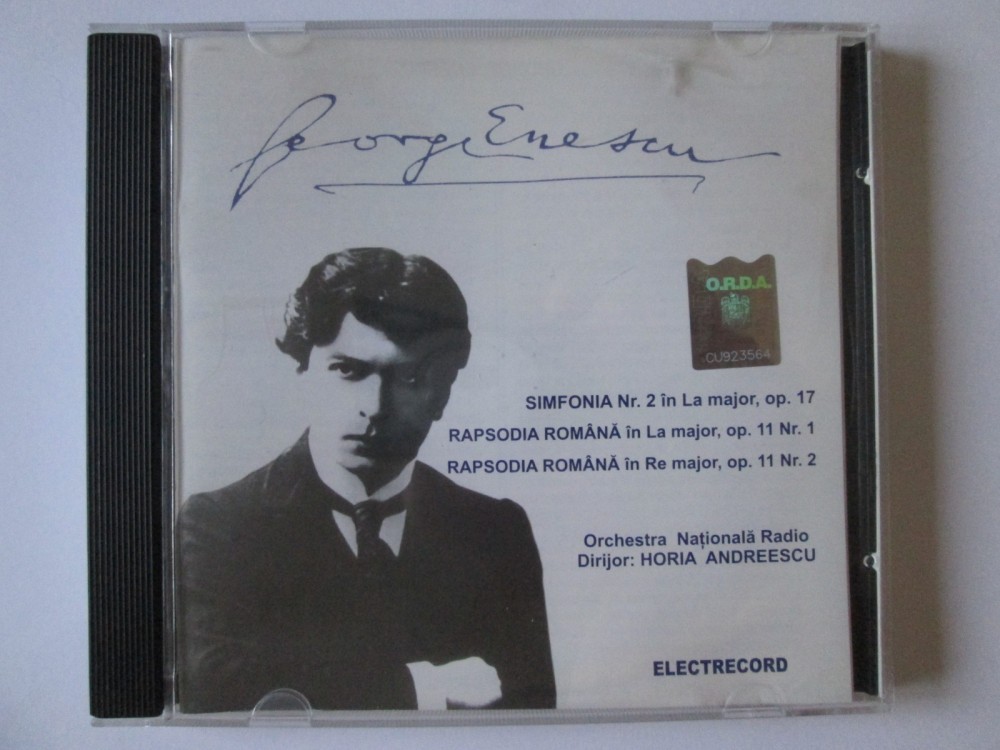 George Enescu
O.R.D.A.
CU923564
SIMFONIA Nr. 2 în La major, op. 17
RAPSODIA ROMÂNĂ în La major, op. 11 Nr. 1
RAPSODIA ROMÂNĂ în Re major, op. 11 Nr. 2
Orchestra Națională Radio
Dirijor: HORIA ANDREESCU
ELECTRECORD